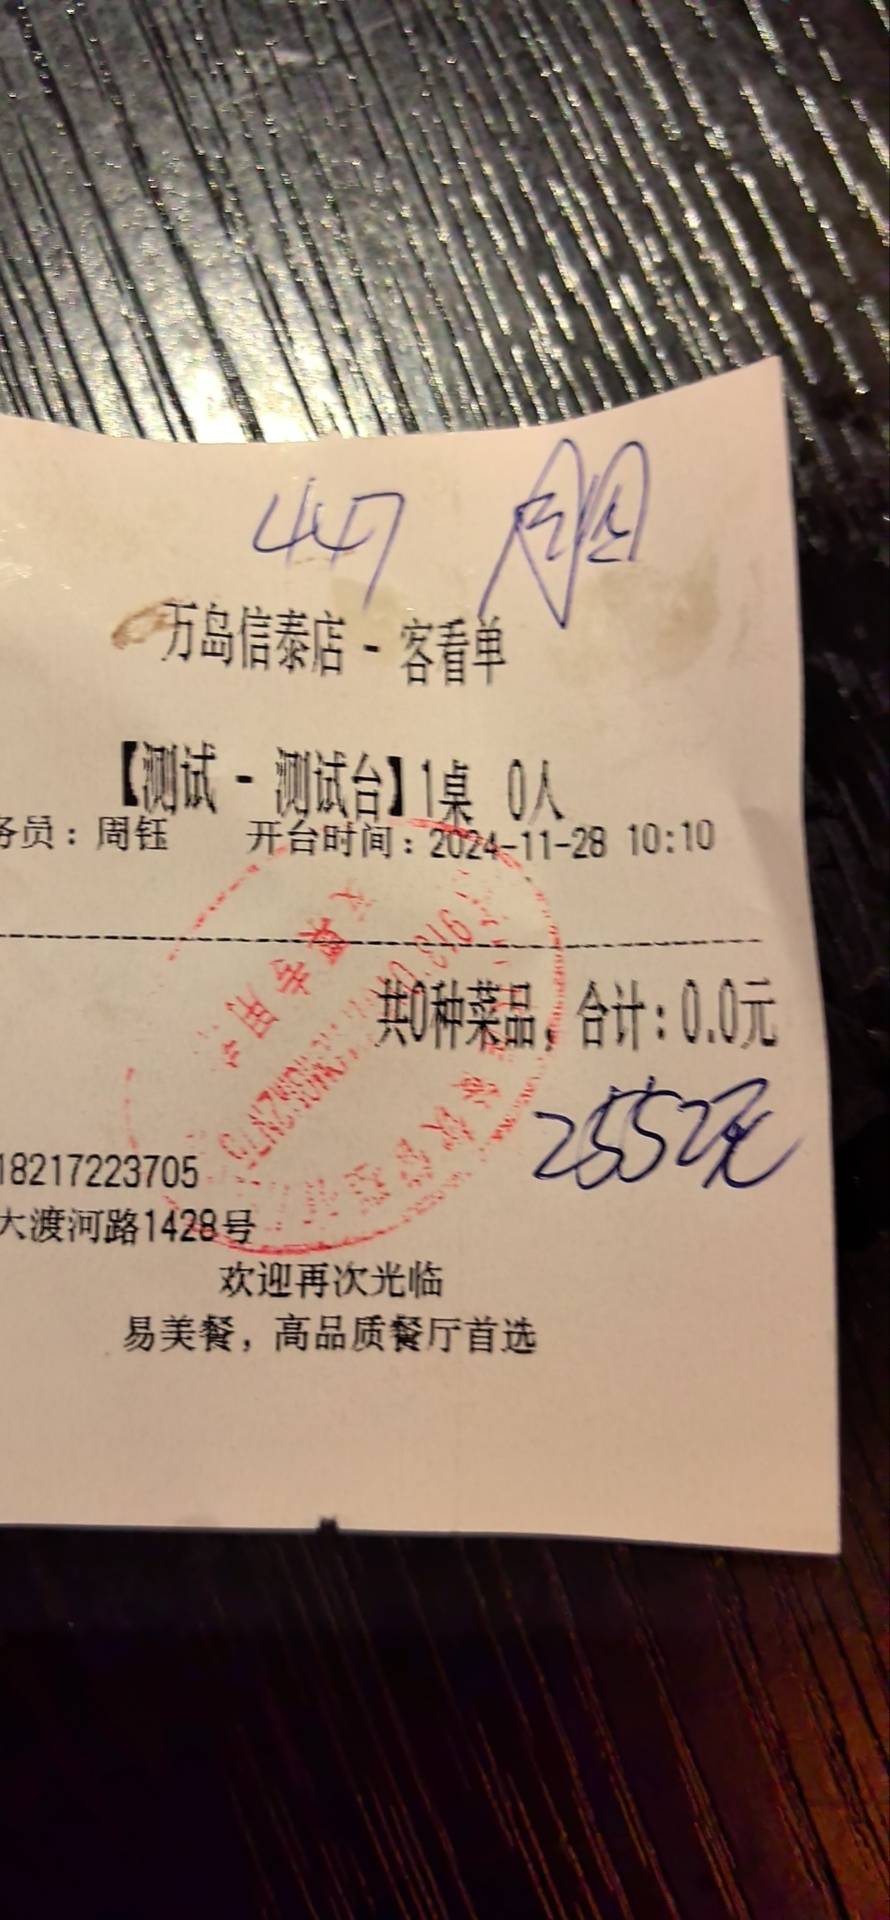 447
万岛信泰店 - 客看单
【测试 - 测试台】1桌 0人
务员：周钰 开台时间：2024-11-28 10:10
共0种菜品，合计：0.0元
2552元
18217223705
大渡河路1428号
欢迎再次光临
易美餐，高品质餐厅首选